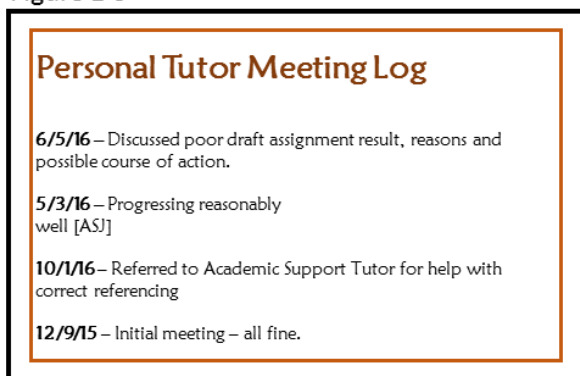 Personal Tutor Meeting Log
6/5/16 – Discussed poor draft assignment result, reasons and
possible course of action.
5/3/16 – Progressing reasonably
well [ASJ]
10/1/16 – Referred to Academic Support Tutor for help with
correct referencing
12/9/15 – Initial meeting – all fine.